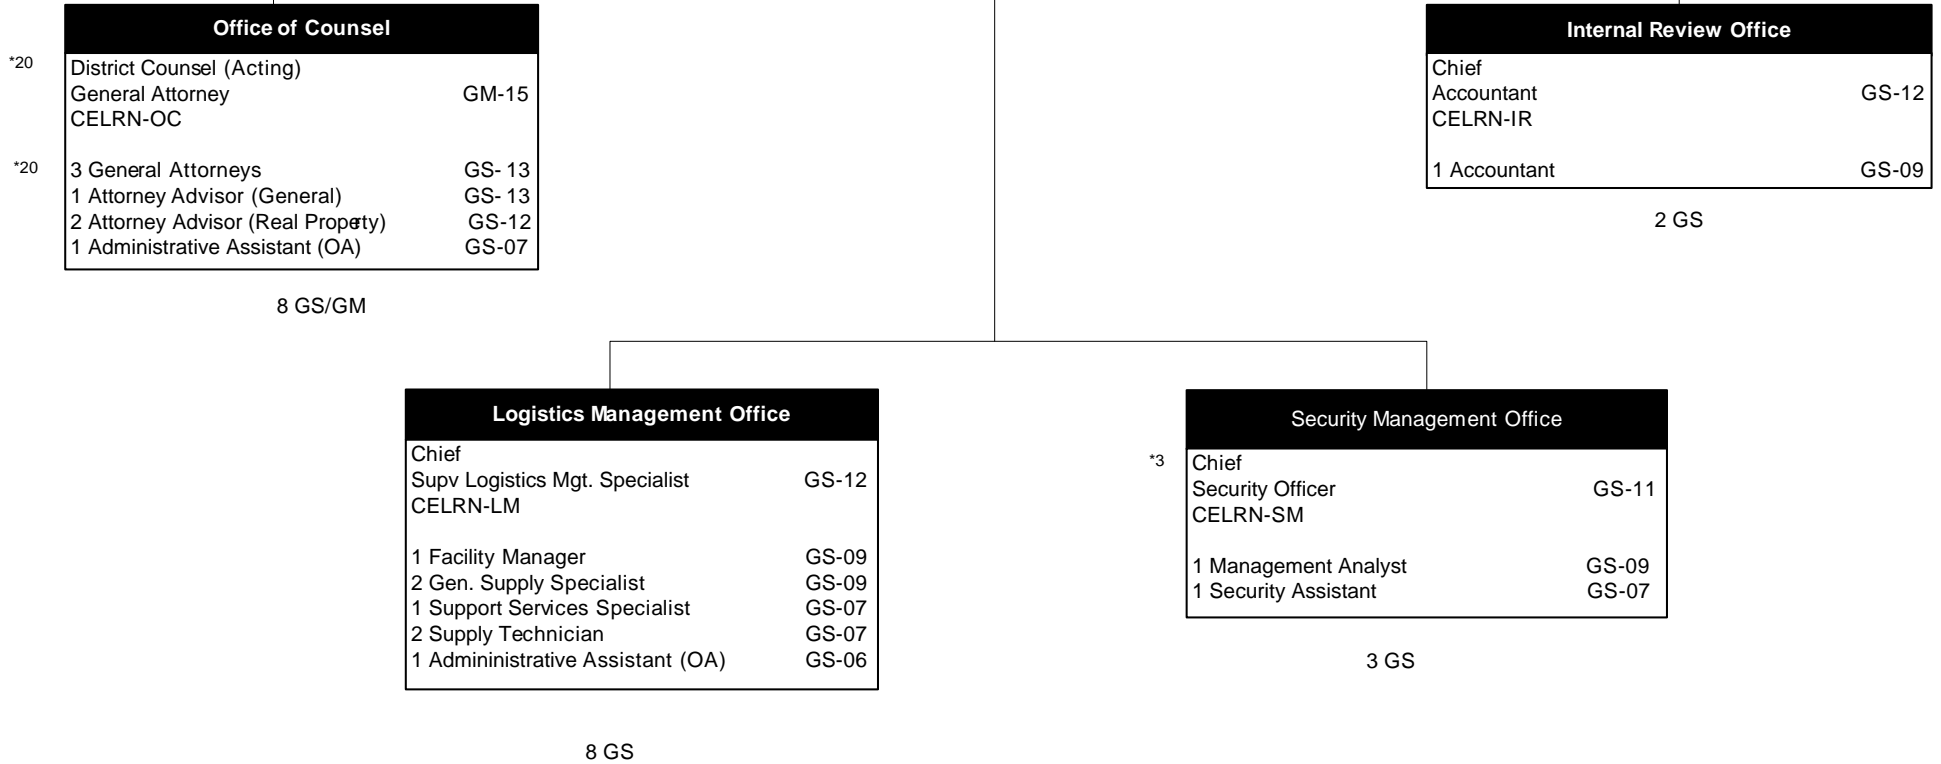 Office of Counsel
*20
District Counsel (Acting)
General Attorney GM-15
CELRN-OC
*20
3 General Attorneys GS- 13
1 Attorney Advisor (General) GS- 13
2 Attorney Advisor (Real Property) GS-12
1 Administrative Assistant (OA) GS-07
8 GS/GM
Internal Review Office
Chief
Accountant GS-12
CELRN-IR
1 Accountant GS-09
2 GS
Logistics Management Office
Chief
Supv Logistics Mgt. Specialist GS-12
CELRN-LM
1 Facility Manager GS-09
2 Gen. Supply Specialist GS-09
1 Support Services Specialist GS-07
2 Supply Technician GS-07
1 Admininistrative Assistant (OA) GS-06
8 GS
Security Management Office
*3
Chief
Security Officer GS-11
CELRN-SM
1 Management Analyst GS-09
1 Security Assistant GS-07
3 GS